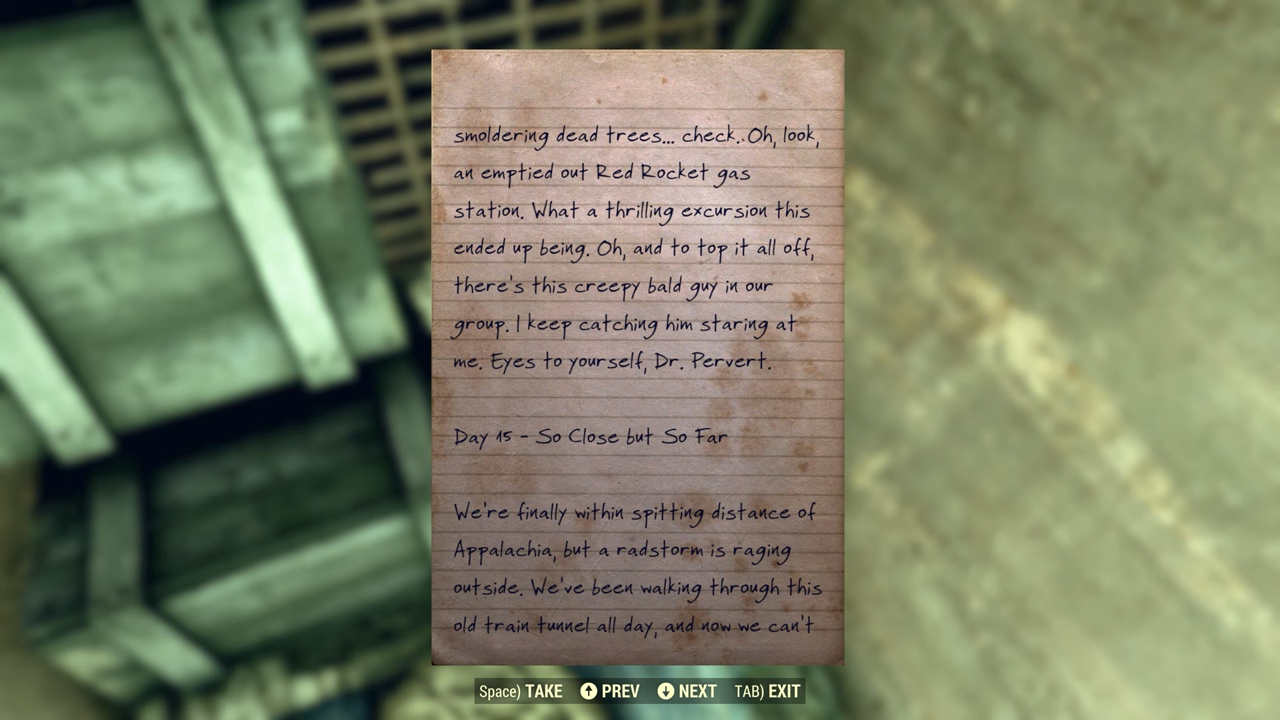 smoldering dead trees... check. Oh, look,
an emptied out Red Rocket gas
station. What a thrilling excursion this
ended up being. Oh, and to top it all off,
there's this creepy bald guy in our
group. I keep catching him staring at
me. Eyes to yourself, Dr. Pervert.
Day 15 - So Close but So Far
We're finally within spitting distance of
Appalachia, but a radstorm is raging
outside. We've been walking through this
old train tunnel all day, and now we can't
Space) TAKE PREV NEXT TAB) EXIT